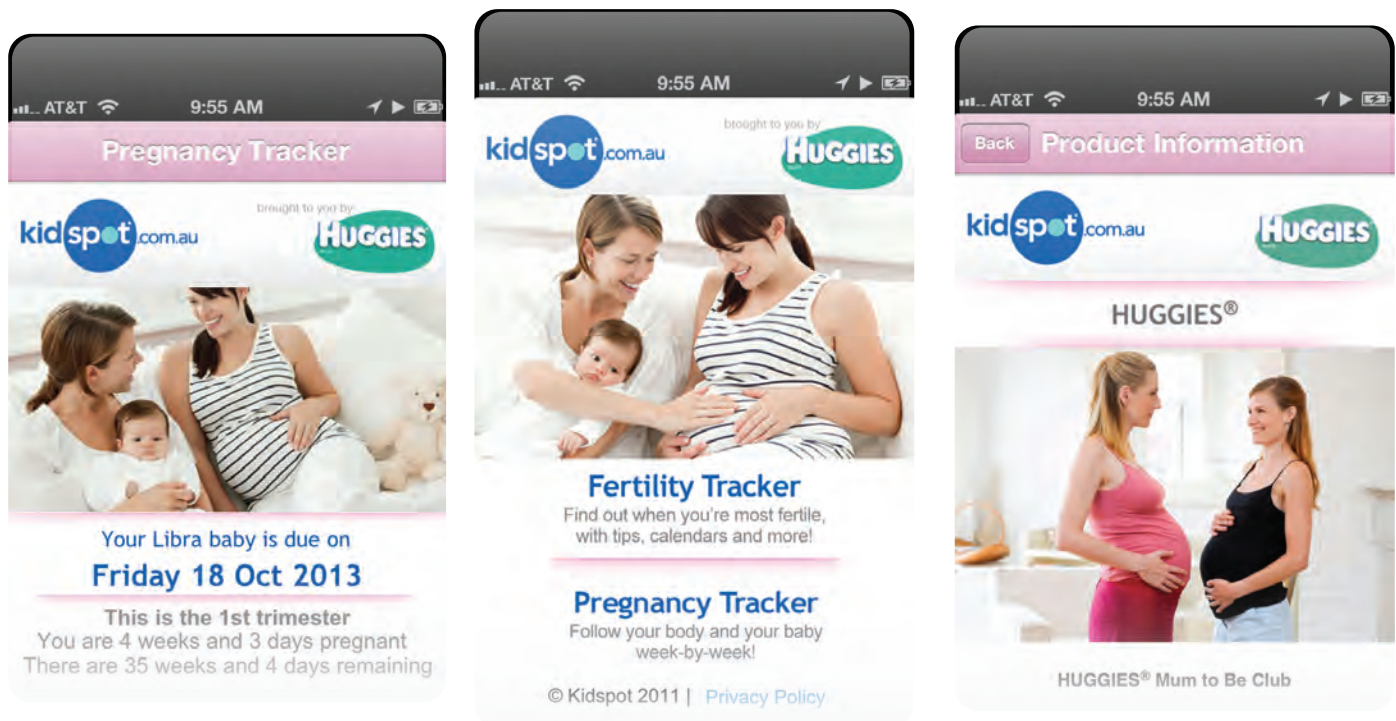 AT&T 9:55 AM
Pregnancy Tracker
brought to you by
kidspot.com.au
HUGGIES
Your Libra baby is due on
Friday 18 Oct 2013
This is the 1st trimester
You are 4 weeks and 3 days pregnant
There are 35 weeks and 4 days remaining
AT&T 9:55 AM
brought to you by
kidspot.com.au
HUGGIES
Fertility Tracker
Find out when you're most fertile,
with tips, calendars and more!
Pregnancy Tracker
Follow your body and your baby
week-by-week!
© Kidspot 2011 | Privacy Policy
AT&T 9:55 AM
Back Product Information
kidspot.com.au
HUGGIES
HUGGIES®
HUGGIES® Mum to Be Club